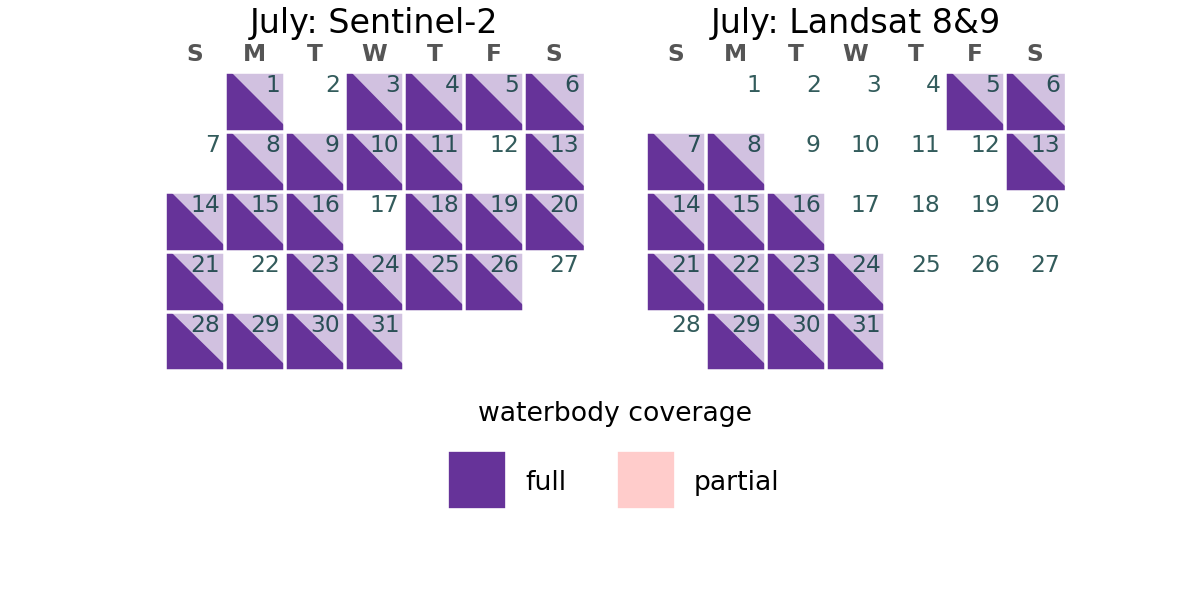 July: Sentinel-2
S M T W T F S
1 2 3 4 5 6
7 8 9 10 11 12 13
14 15 16 17 18 19 20
21 22 23 24 25 26 27
28 29 30 31
July: Landsat 8&9
S M T W T F S
1 2 3 4 5 6
7 8 9 10 11 12 13
14 15 16 17 18 19 20
21 22 23 24 25 26 27
28 29 30 31
waterbody coverage
full partial